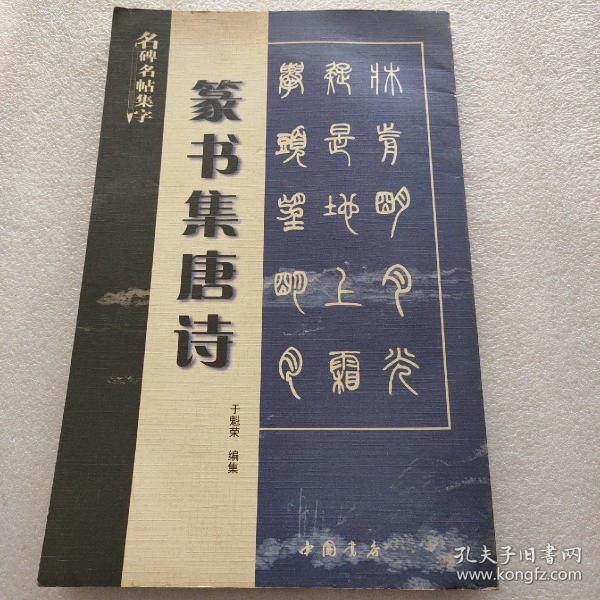 名碑名帖集字
篆书集唐诗
于魁荣 编集
床前明月光
疑是地上霜
舉頭望明月
中国书店
孔夫子旧书网
www.kongfz.com